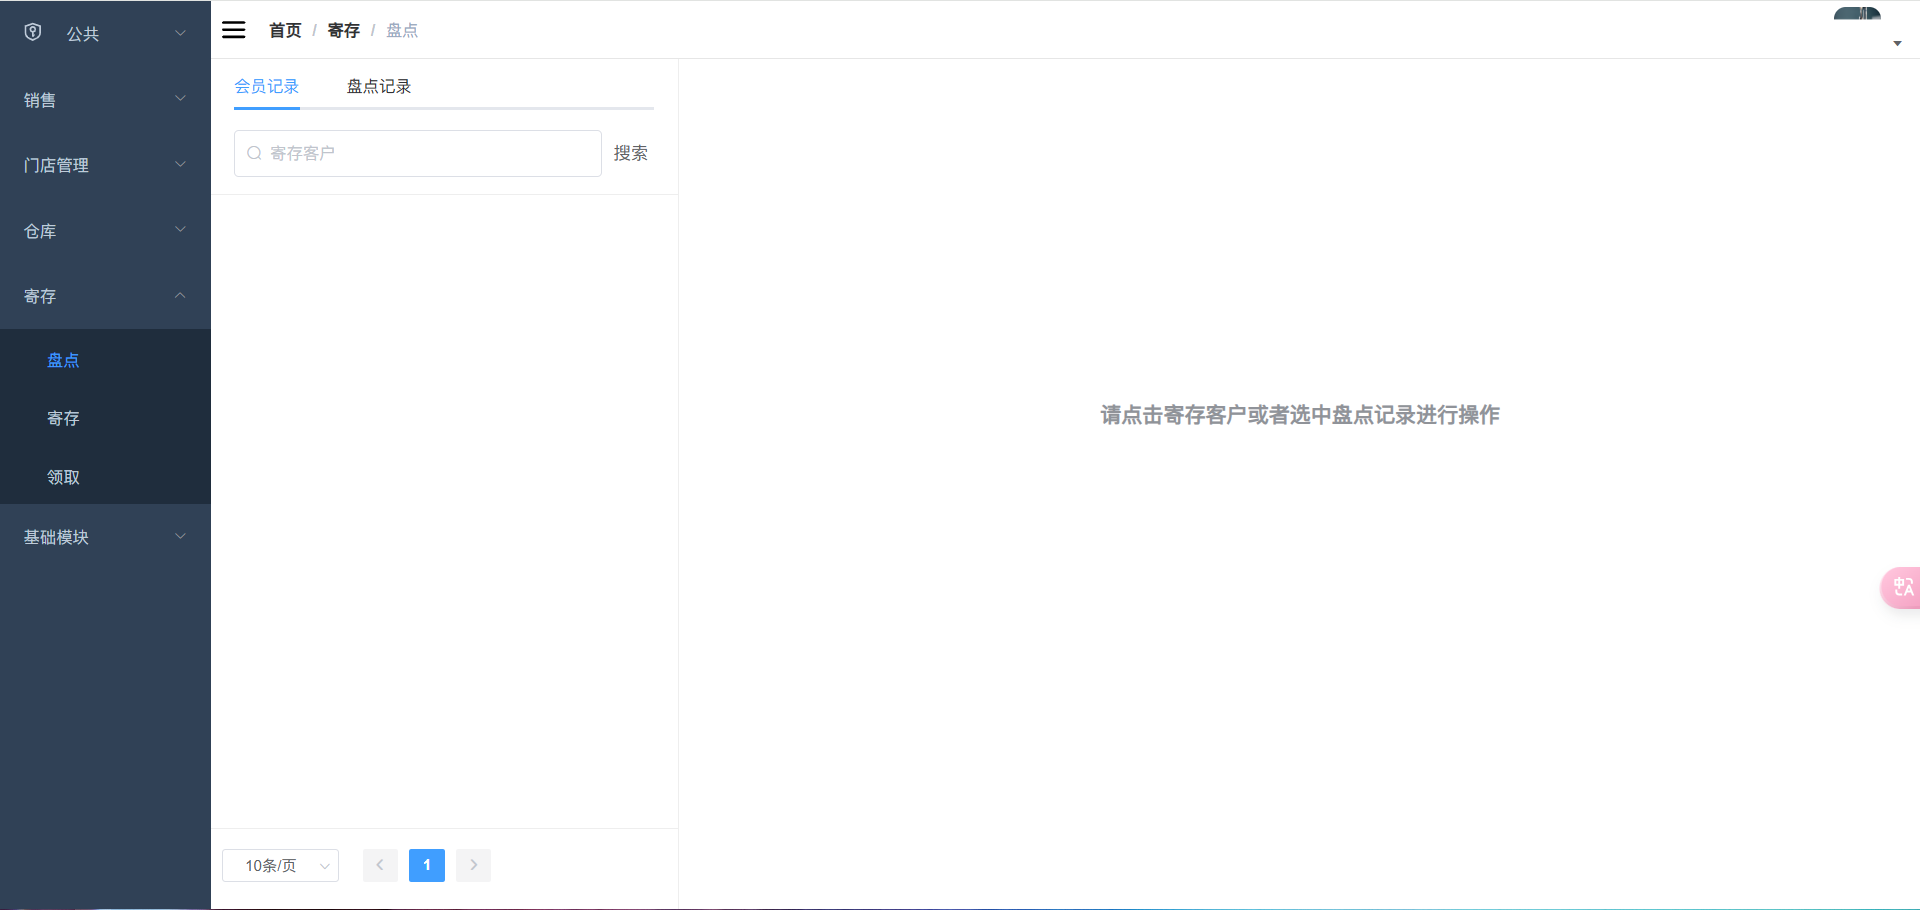 公共
销售
门店管理
仓库
寄存
盘点
寄存
领取
基础模块
首页 / 寄存 / 盘点
会员记录 盘点记录
寄存客户 搜索
请点击寄存客户或者选中盘点记录进行操作
10条/页 1
中 A